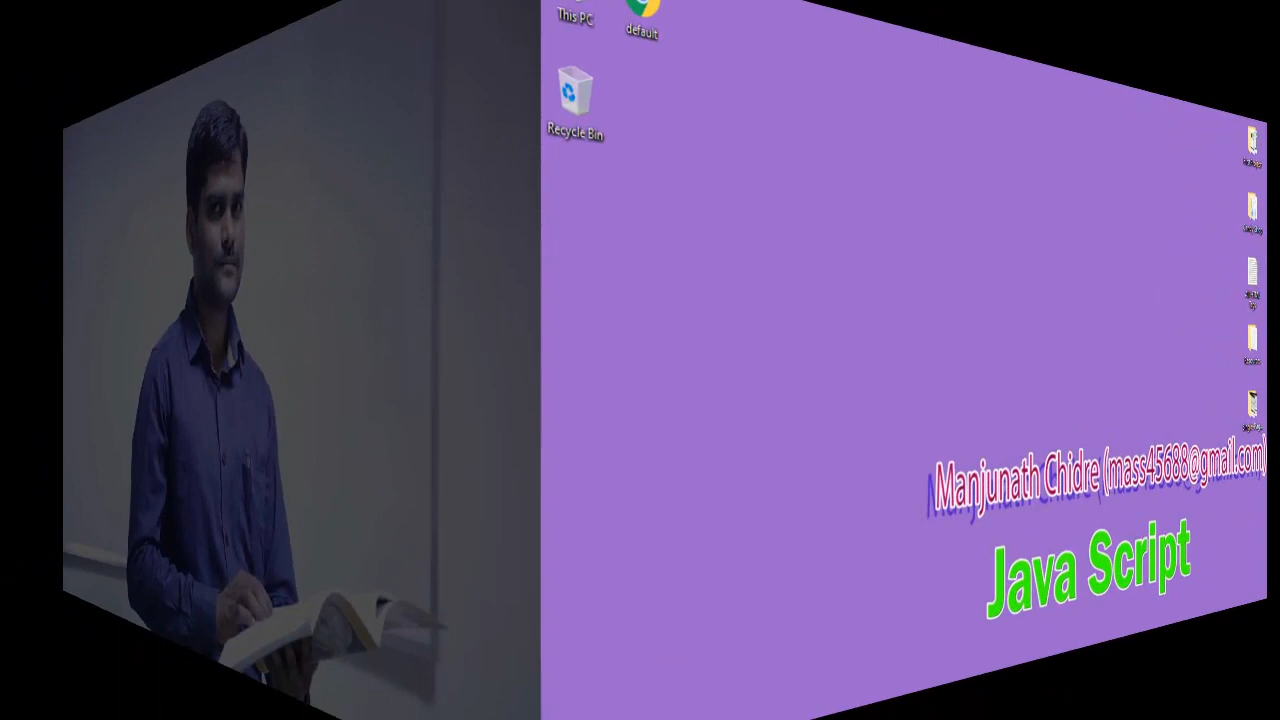 This PC
default
Recycle Bin
Manjunath Chidre (mass45688@gmail.com)
Java Script